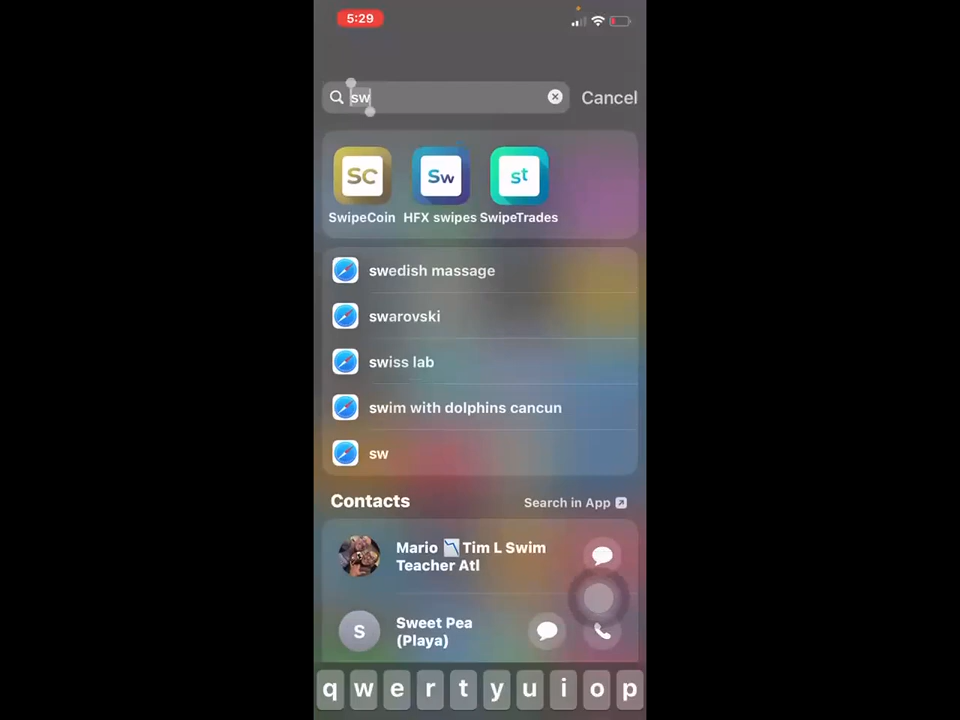 5:29
sw
Cancel
SC
Sw
st
SwipeCoin
HFX swipes
SwipeTrades
swedish massage
swarovski
swiss lab
swim with dolphins cancun
sw
Contacts
Search in App
Mario 📉Tim L Swim
Teacher Atl
S
Sweet Pea
(Playa)
q w e r t y u i o p